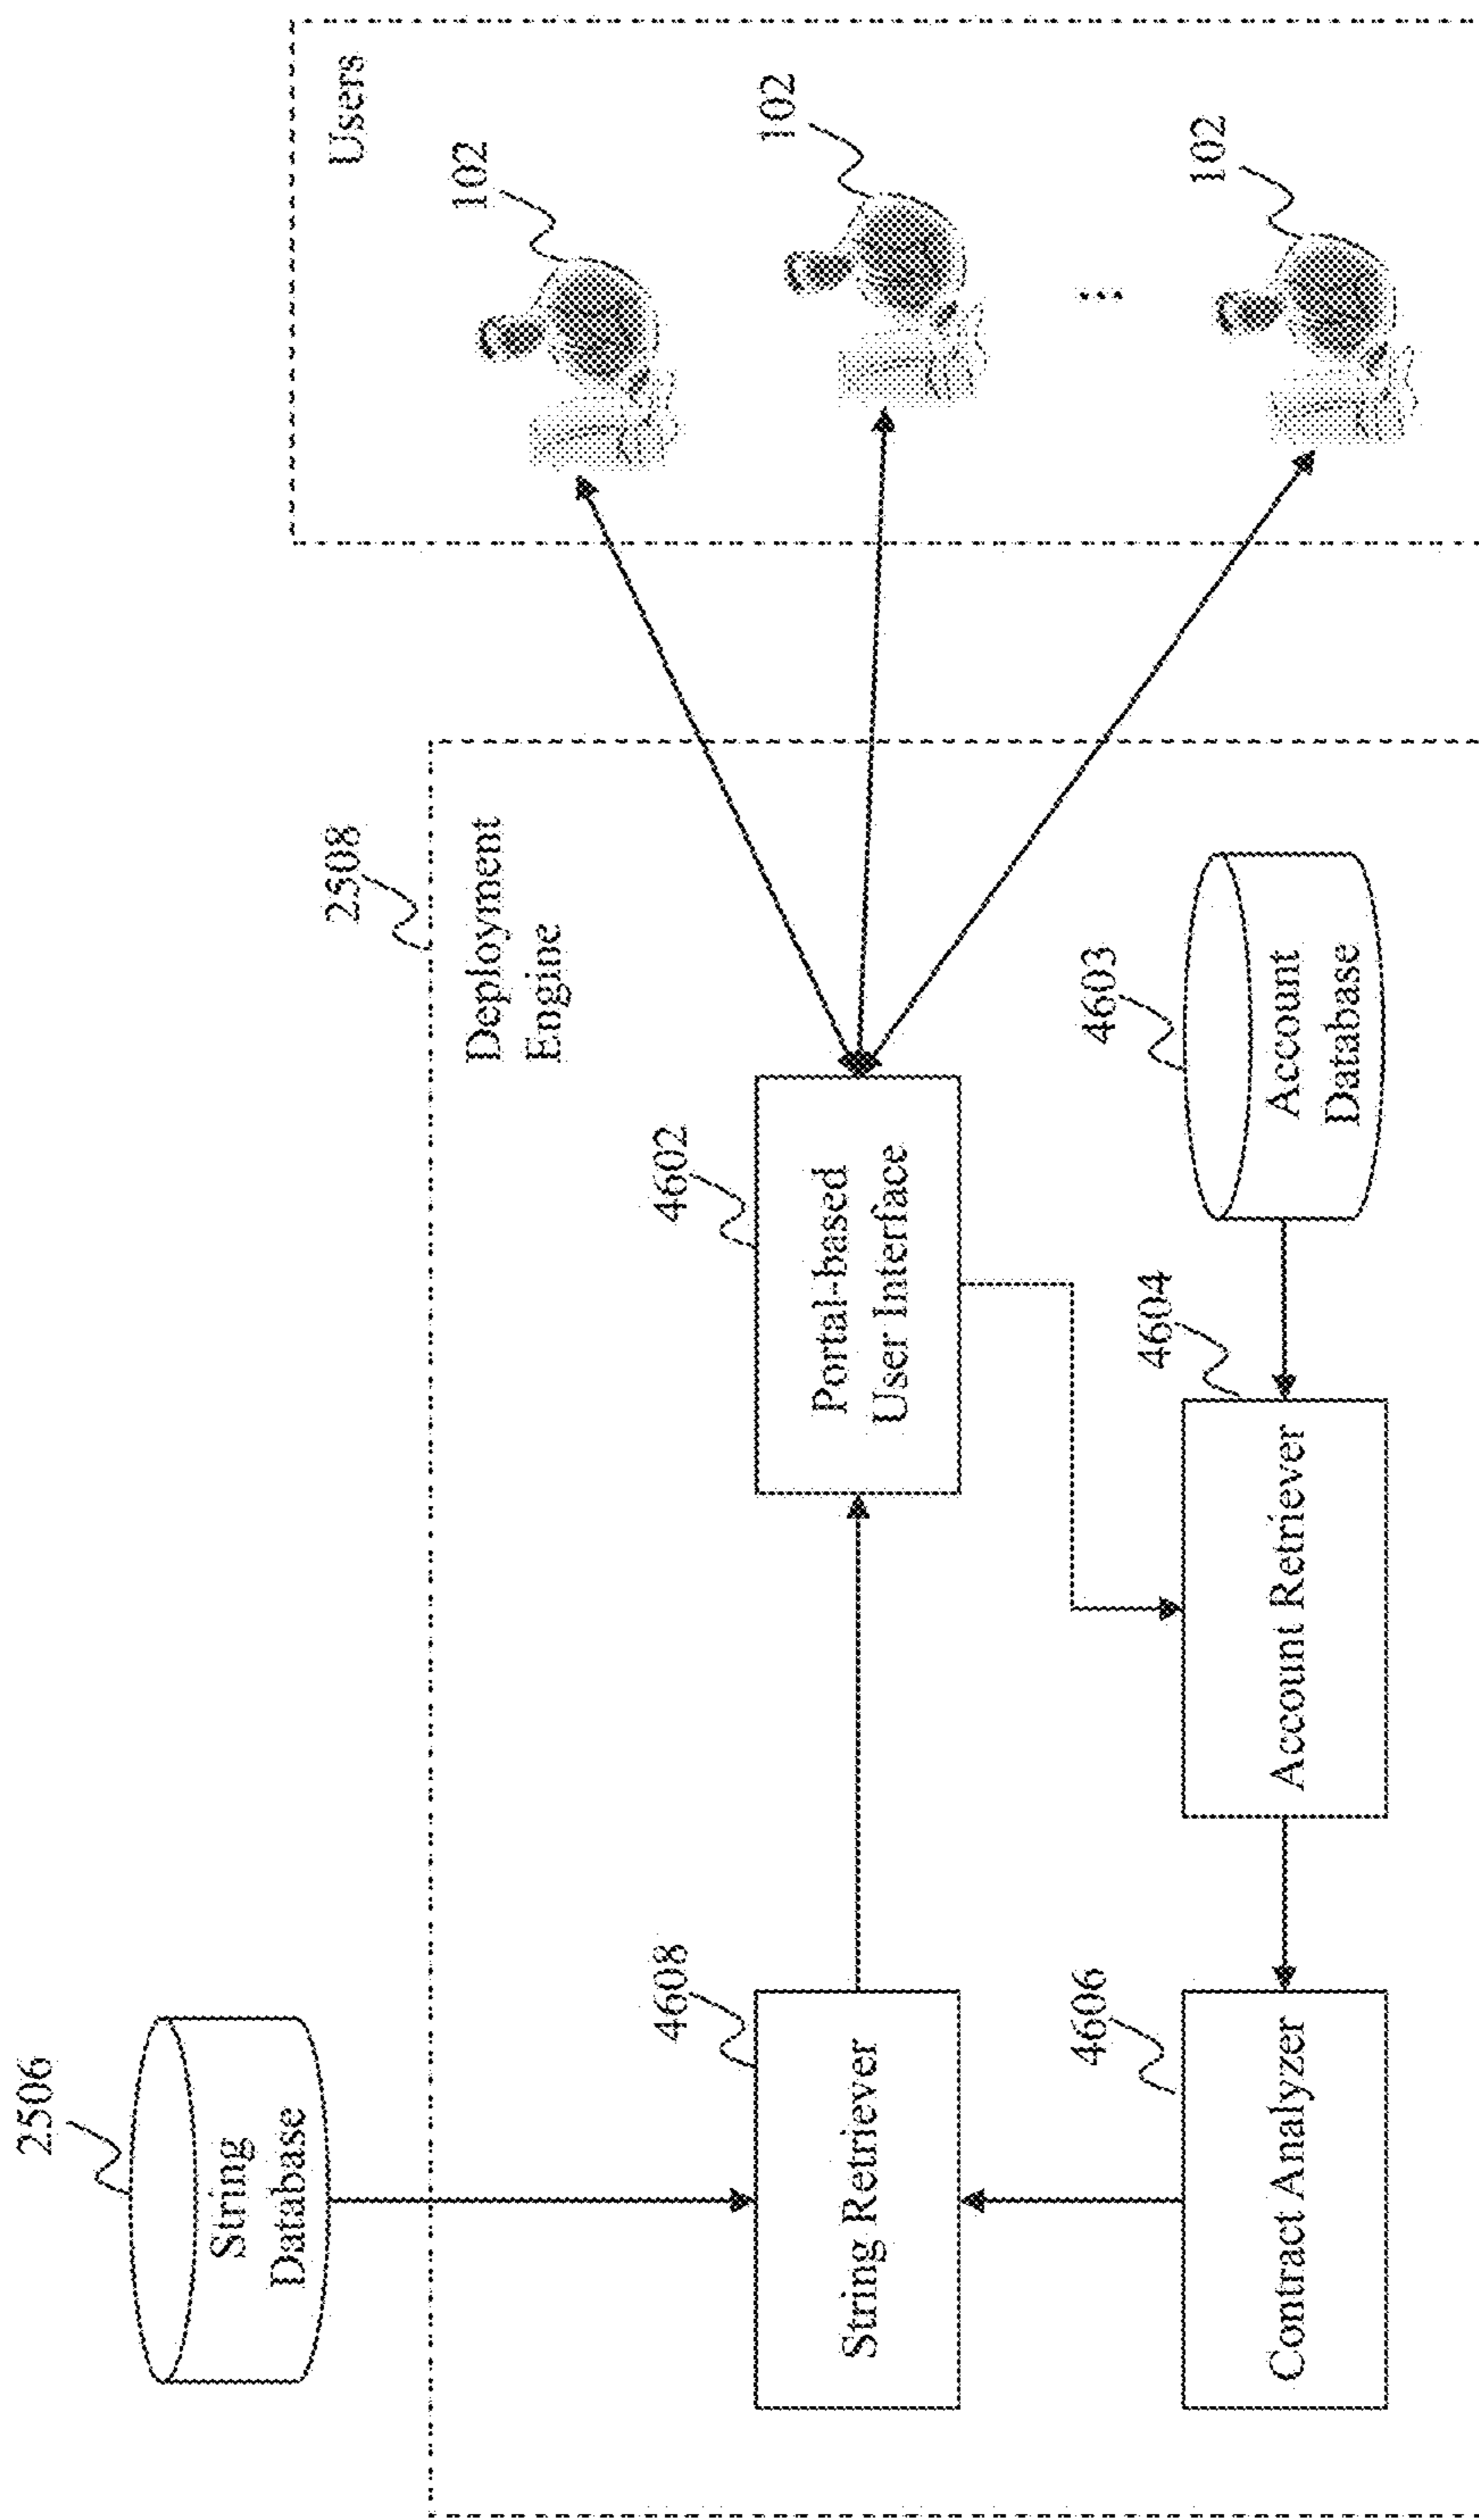 2506
String
Database
2508
Deployment
Engine
Users
102
102
102
...
4608
String Retriever
4602
Portal-based
User Interface
4606
Contract Analyzer
4604
Account Retriever
4603
Account
Database